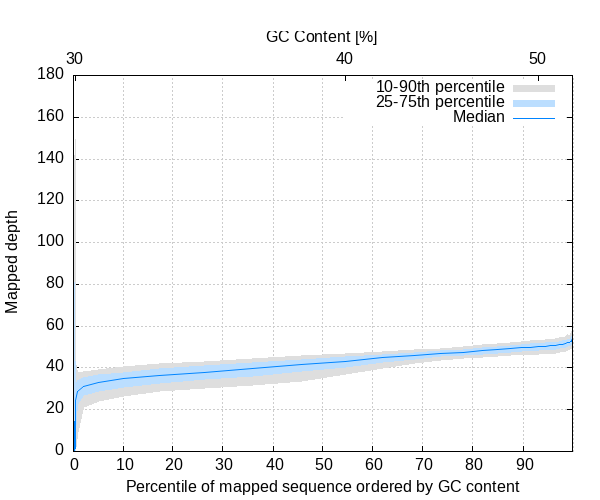 GC Content [%]
30 40 50
180
160
140
120
100
80
60
40
20
0
10-90th percentile
25-75th percentile
Median
Mapped depth
0 10 20 30 40 50 60 70 80 90
Percentile of mapped sequence ordered by GC content